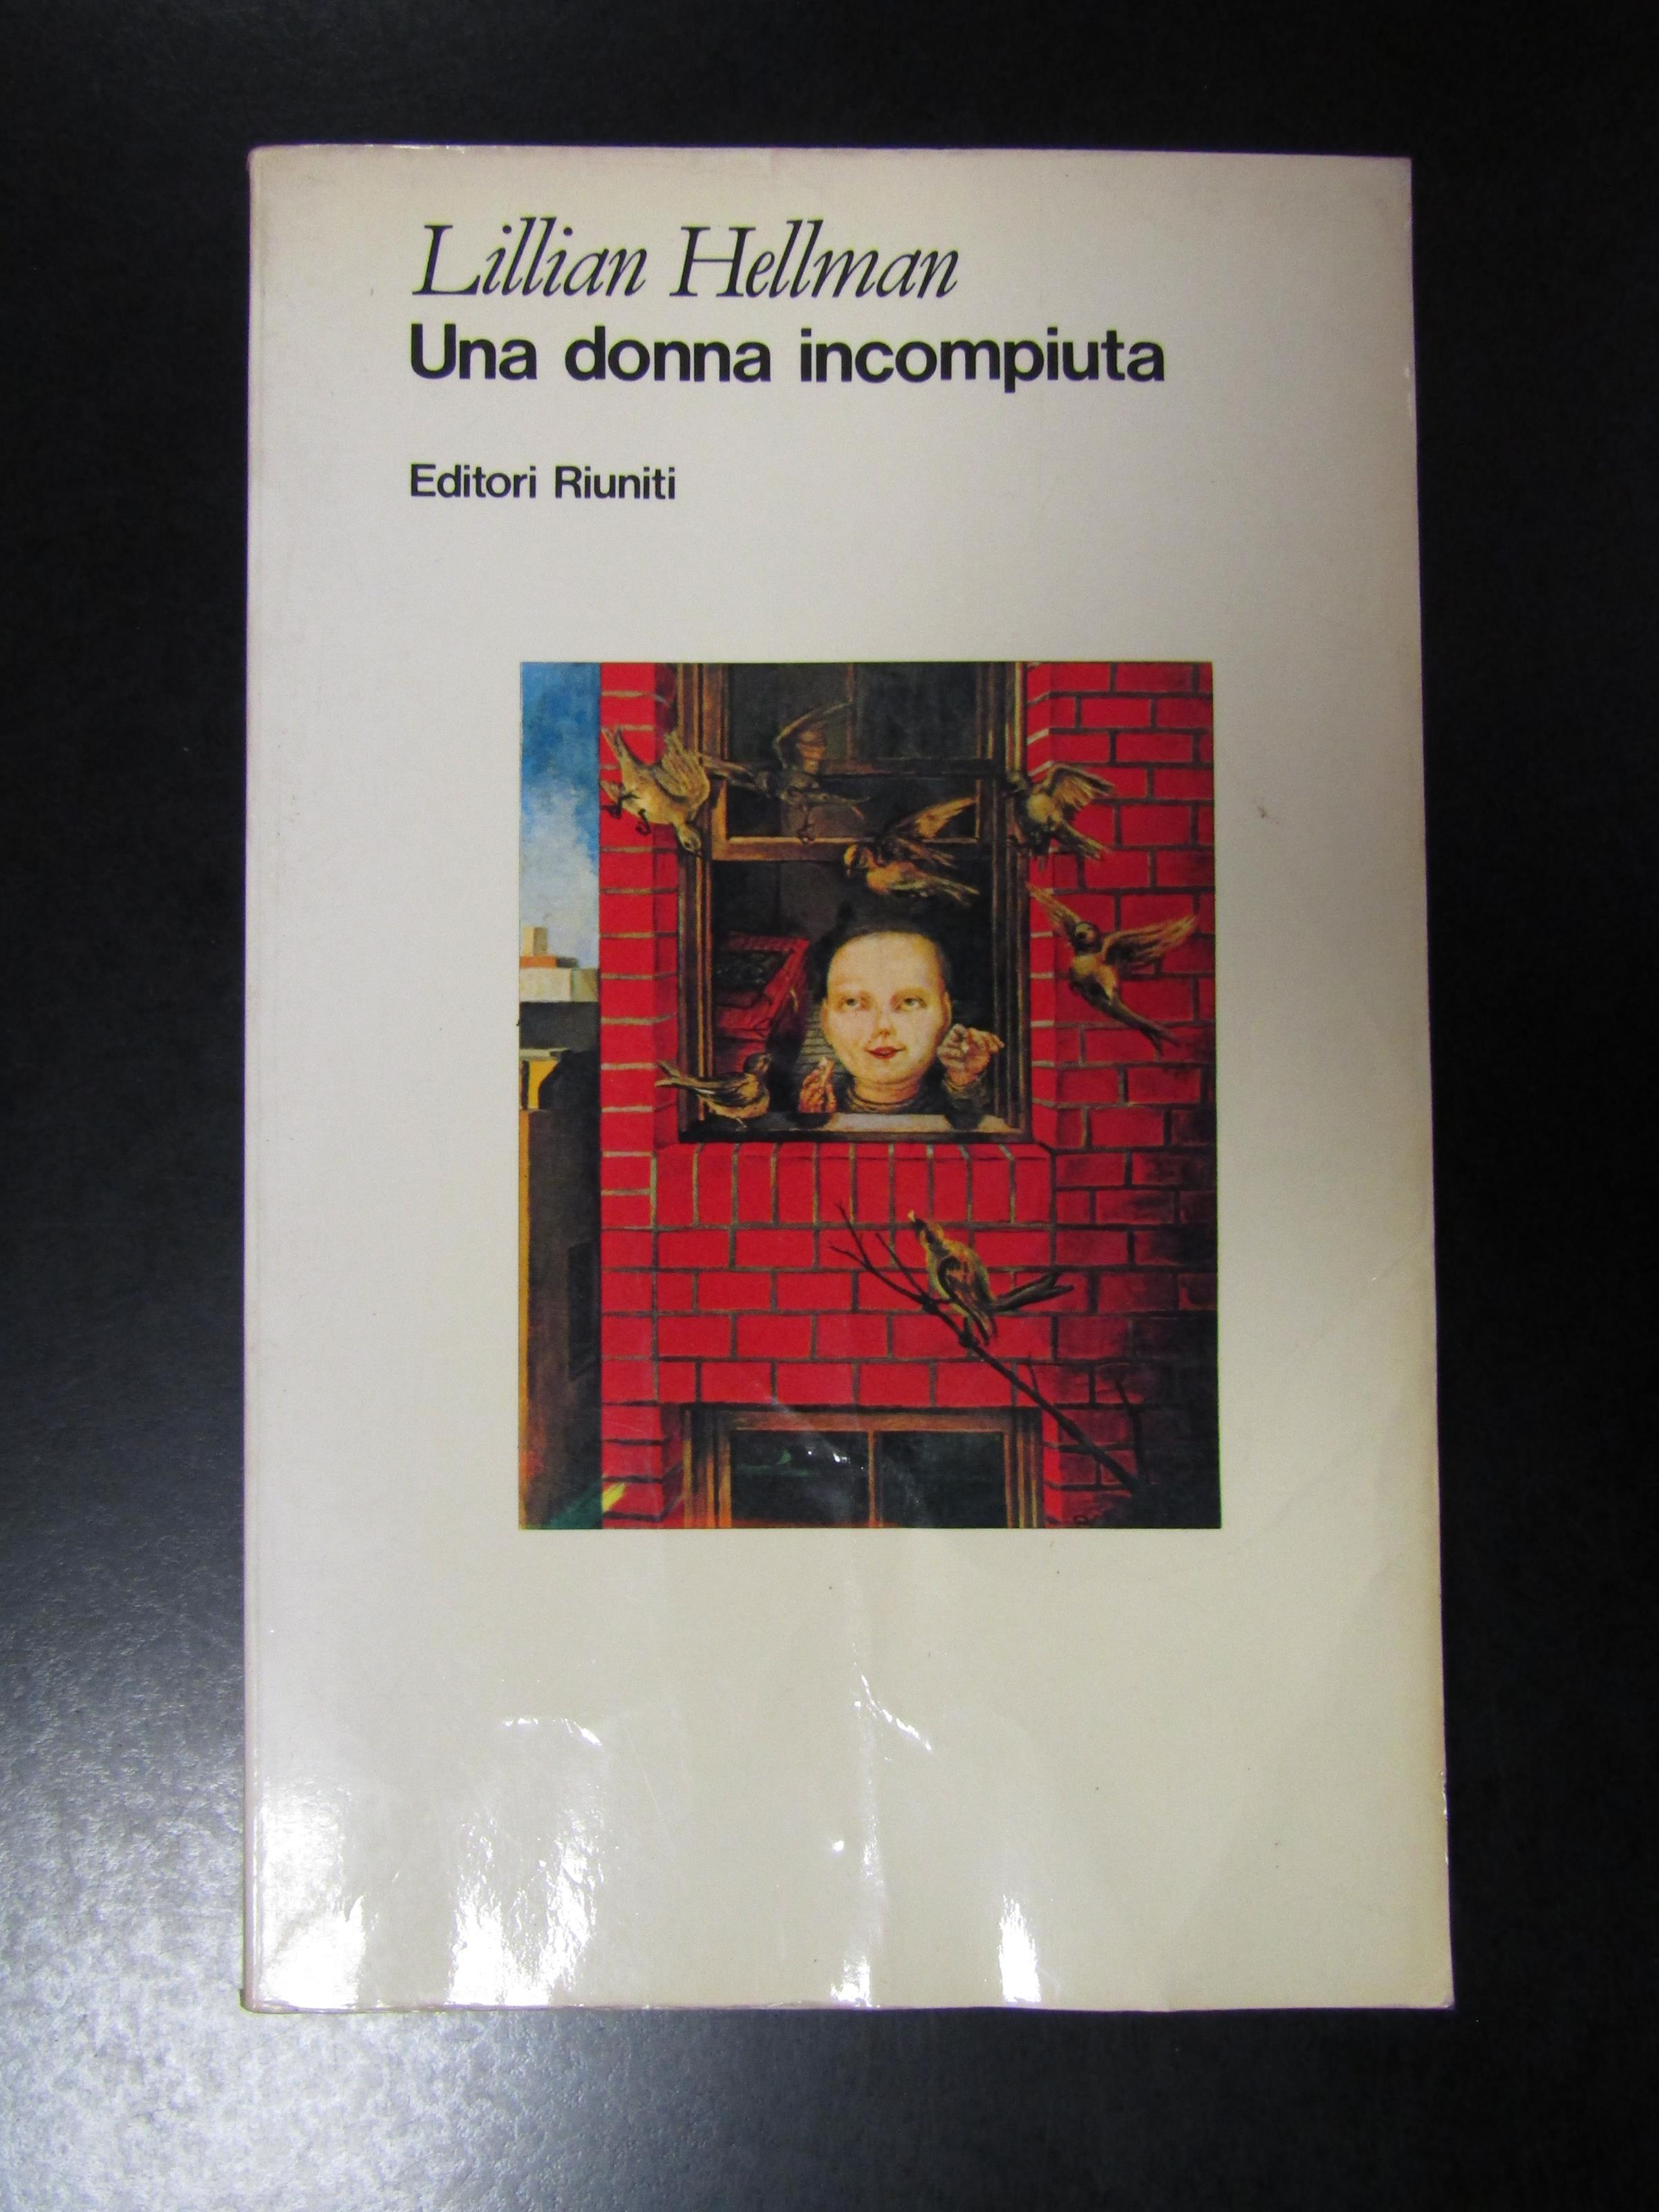 Lillian Hellman
Una donna incompiuta
Editori Riuniti